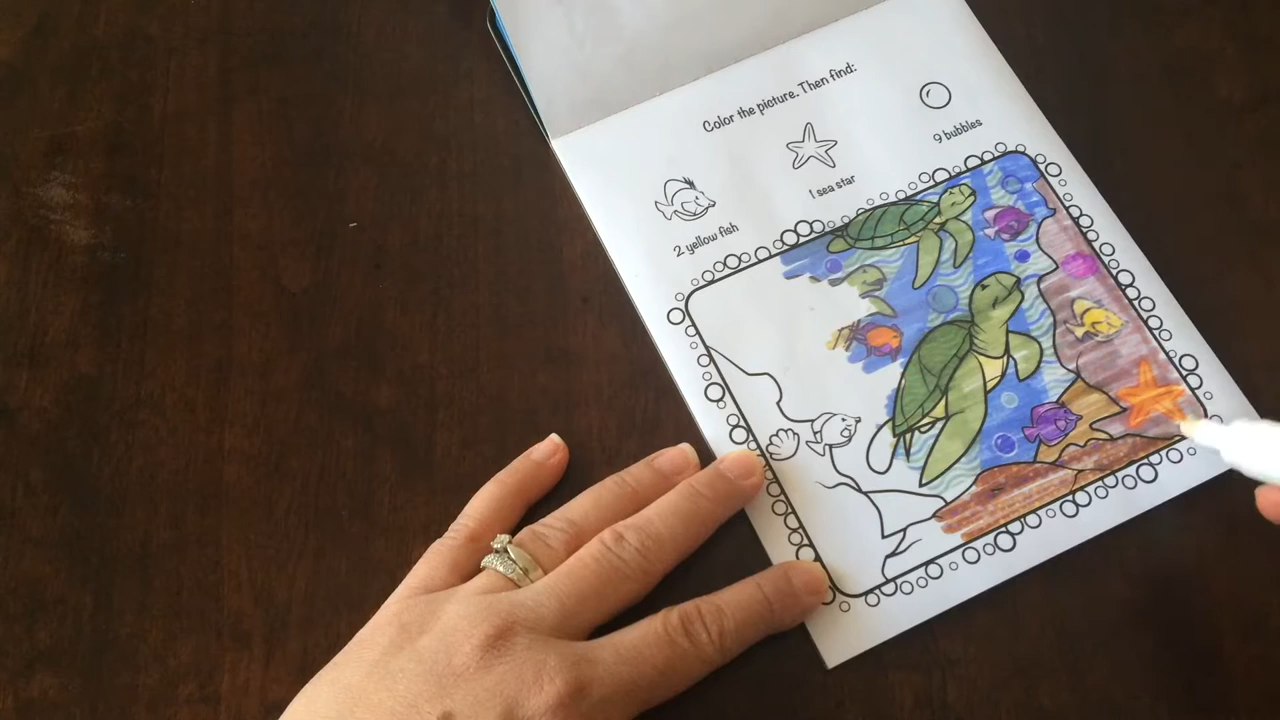 Color the picture. Then find:
2 yellow fish
1 sea star
9 bubbles